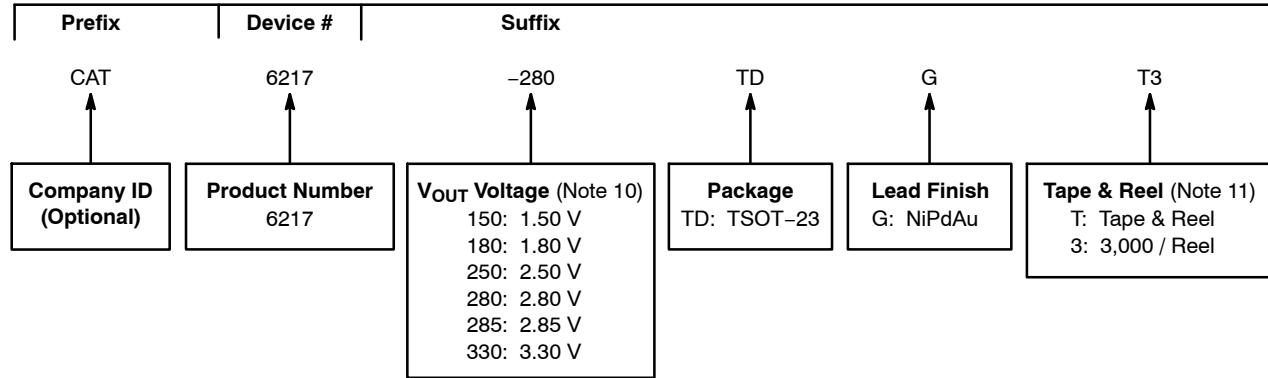 Prefix Device # Suffix
CAT 6217 −280 TD G T3
Company ID
(Optional)
Product Number
6217
VOUT Voltage (Note 10)
150: 1.50 V
180: 1.80 V
250: 2.50 V
280: 2.80 V
285: 2.85 V
330: 3.30 V
Package
TD: TSOT−23
Lead Finish
G: NiPdAu
Tape & Reel (Note 11)
T: Tape & Reel
3: 3,000 / Reel